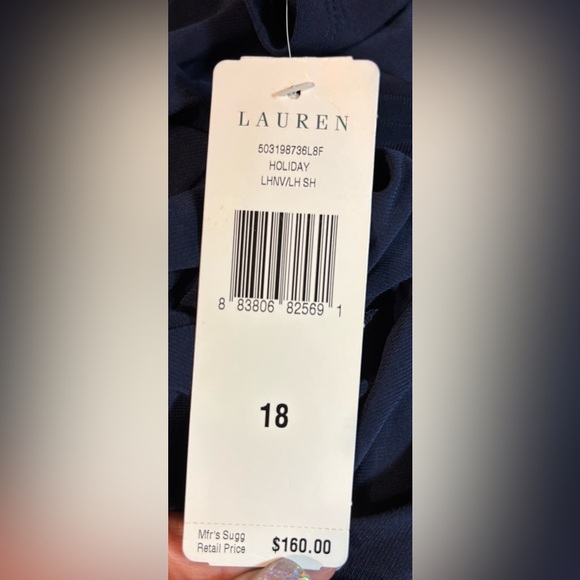 LAUREN
503198736L8F
HOLIDAY
LHNV/LH SH
8 83806 82569 1
18
Mfr's Sugg
Retail Price $160.00